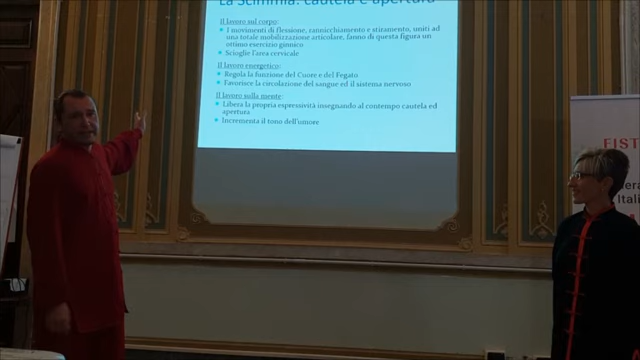 La Scimmia: cautela e apertura
Il lavoro sul corpo:
I movimenti di flessione, rannicchiamento e stiramento, uniti ad
una totale mobilizzazione articolare, fanno di questa figura un
ottimo esercizio ginnico
Scioglie l'area cervicale
Il lavoro energetico:
Regola la funzione del Cuore e del Fegato
Favorisce la circolazione del sangue ed il sistema nervoso
Il lavoro sulla mente:
Libera la propria espressività insegnando al contempo cautela ed
apertura
Incrementa il tono dell'umore
FIST
dera
Ital